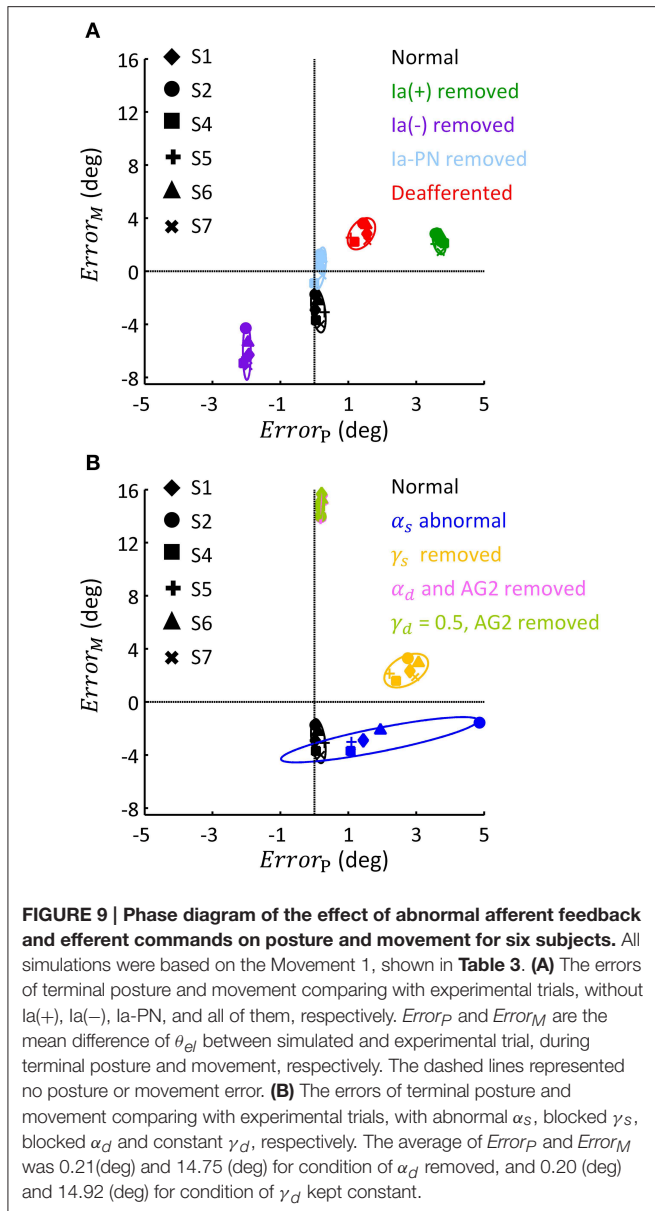 A
16
12
8
4
0
-4
-8
Error_M (deg)
S1
S2
S4
S5
S6
S7
Normal
Ia(+) removed
Ia(-) removed
Ia-PN removed
Deafferented
-5 -3 -1 1 3 5
Error_P (deg)
B
16
12
8
4
0
-4
-8
Error_M (deg)
S1
S2
S4
S5
S6
S7
Normal
α_s abnormal
γ_s removed
α_d and AG2 removed
γ_d = 0.5, AG2 removed
-5 -3 -1 1 3 5
Error_P (deg)
FIGURE 9 | Phase diagram of the effect of abnormal afferent feedback
and efferent commands on posture and movement for six subjects. All
simulations were based on the Movement 1, shown in Table 3. (A) The errors
of terminal posture and movement comparing with experimental trials, without
Ia(+), Ia(−), Ia-PN, and all of them, respectively. Error_P and Error_M are the
mean difference of θ_el between simulated and experimental trial, during
terminal posture and movement, respectively. The dashed lines represented
no posture or movement error. (B) The errors of terminal posture and
movement comparing with experimental trials, with abnormal α_s, blocked γ_s,
blocked α_d and constant γ_d, respectively. The average of Error_P and Error_M
was 0.21(deg) and 14.75 (deg) for condition of α_d removed, and 0.20 (deg)
and 14.92 (deg) for condition of γ_d kept constant.